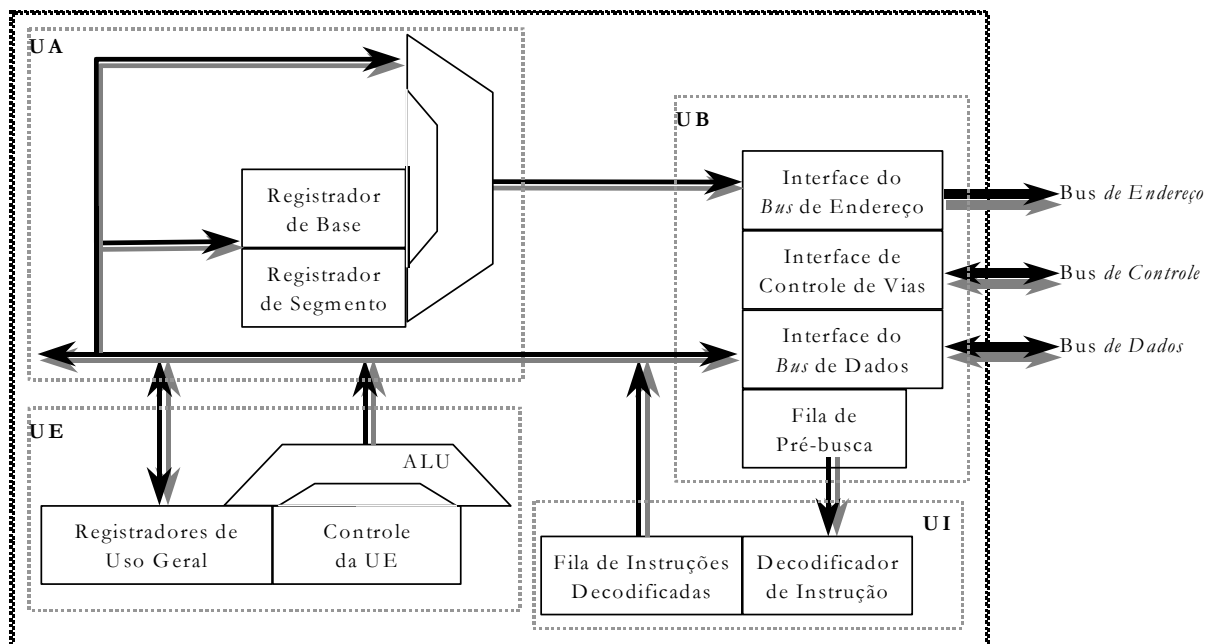 UA
Registrador
de Base
Registrador
de Segmento
UB
Interface do
Bus de Endereço
Interface de
Controle de Vias
Interface do
Bus de Dados
Fila de
Pré-busca
Bus de Endereço
Bus de Controle
Bus de Dados
UE
ALU
Registradores de
Uso Geral
Controle
da UE
UI
Fila de Instruções
Decodificadas
Decodificador
de Instrução